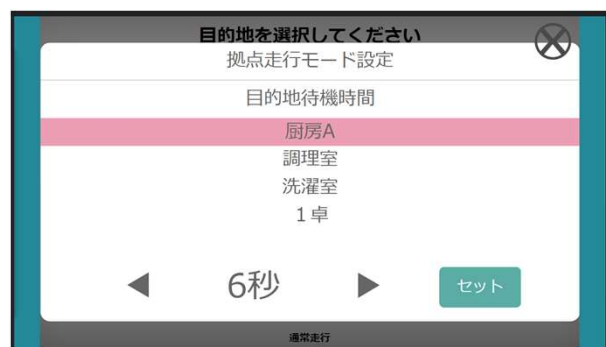 目的地を選択してください
拠点走行モード設定
目的地待機時間
厨房A
調理室
洗濯室
1卓
◀ 6秒 ▶ セット
通常走行